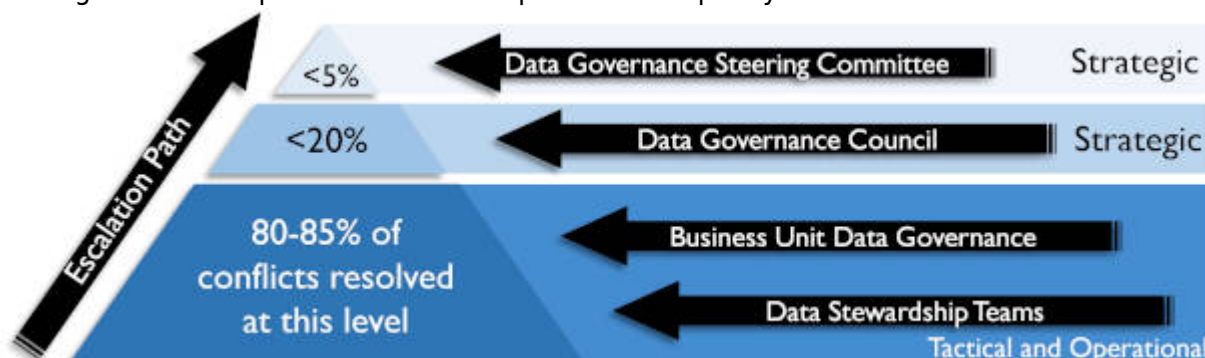 <5%
Data Governance Steering Committee
Strategic
<20%
Data Governance Council
Strategic
Escalation Path
80-85% of
conflicts resolved
at this level
Business Unit Data Governance
Data Stewardship Teams
Tactical and Operational